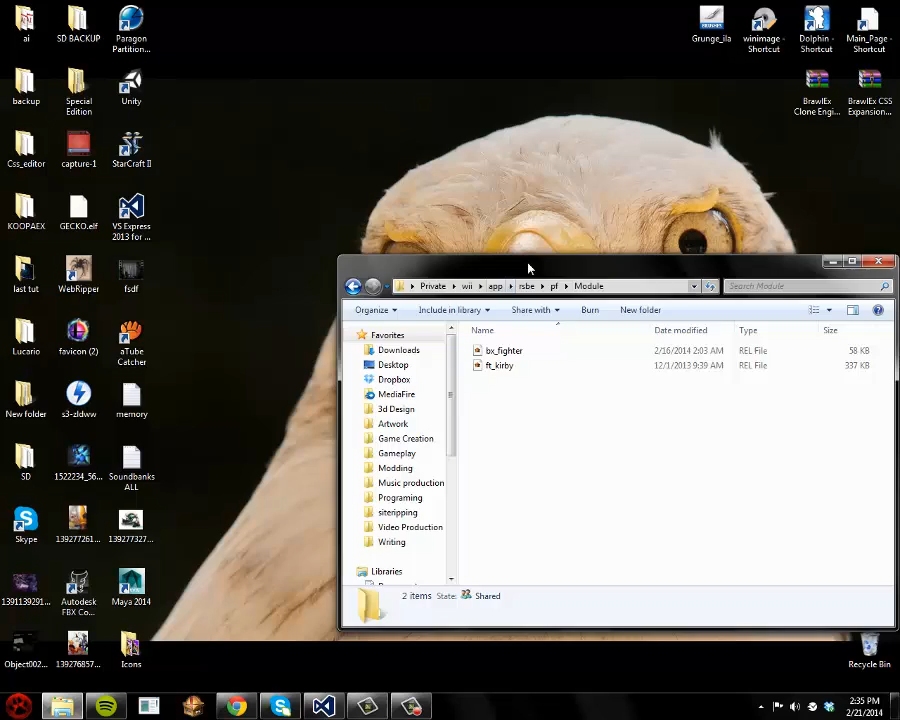 ai
SD BACKUP
Paragon Partition...
Grunge_ila
winimage - Shortcut
Dolphin - Shortcut
Main_Page - Shortcut
backup
Special Edition
Unity
BrawlEx Clone Engi...
BrawlEx CSS Expansion...
Css_editor
capture-1
StarCraft II
KOOPAEX
GECKO.elf
VS Express 2013 for ...
last tut
WebRipper
fsdf
Lucario
favicon (2)
aTube Catcher
New folder
s3-zldww
memory
SD
1522234_56...
Soundbanks ALL
Skype
139277261...
139277327...
1391139291...
Autodesk FBX Co...
Maya 2014
Object002...
139276857...
Icons
Private wii app rsbe pf Module
Search Module
Organize Include in library Share with Burn New folder
Name Date modified Type Size
bx_fighter 2/16/2014 2:03 AM REL File 58 KB
ft_kirby 12/1/2013 9:39 AM REL File 337 KB
Favorites
Downloads
Desktop
Dropbox
MediaFire
3d Design
Artwork
Game Creation
Gameplay
Modding
Music production
Programing
siteripping
Video Production
Writing
Libraries
2 items State: Shared
Recycle Bin
2:35 PM
2/21/2014